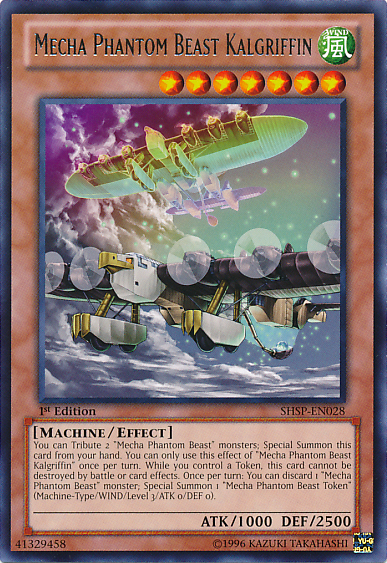 MECHA PHANTOM BEAST KALGRIFFIN
WIND
風
1st Edition
SHSP-EN028
[MACHINE / EFFECT]
You can Tribute 2 "Mecha Phantom Beast" monsters; Special Summon this
card from your hand. You can only use this effect of "Mecha Phantom Beast
Kalgriffin" once per turn. While you control a Token, this card cannot be
destroyed by battle or card effects. Once per turn: You can discard 1 "Mecha
Phantom Beast" monster; Special Summon 1 "Mecha Phantom Beast Token"
(Machine-Type/WIND/Level 3/ATK 0/DEF 0).
ATK/1000 DEF/2500
41329458
©1996 KAZUKI TAKAHASHI